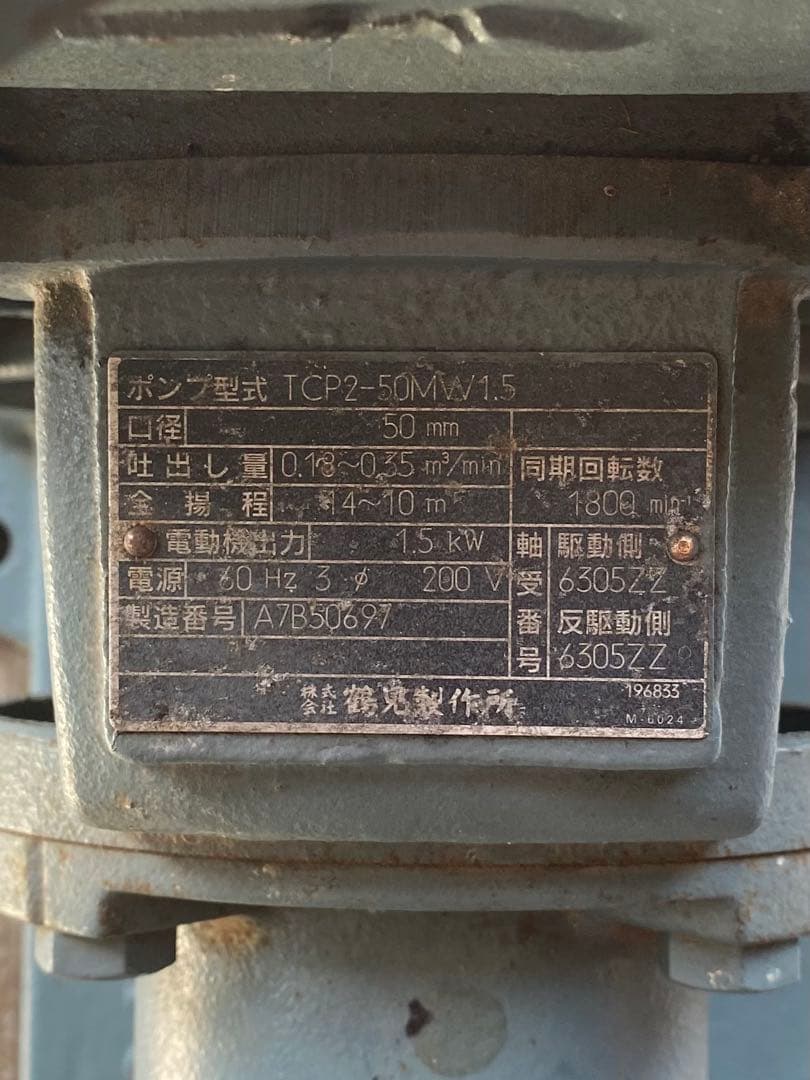 ポンプ型式 TCP2-50MW1.5
口径 50 mm
吐出し量 0.18~0.35 m³/min 同期回転数
全揚程 14~10 m 1800 min⁻¹
電動機出力 1.5 kW 軸受番号 駆動側
電源 60 Hz 3 φ 200 V 6305ZZ
製造番号 A7B50697 反駆動側
6305ZZ
株式会社 鶴見製作所 196833
M-6024